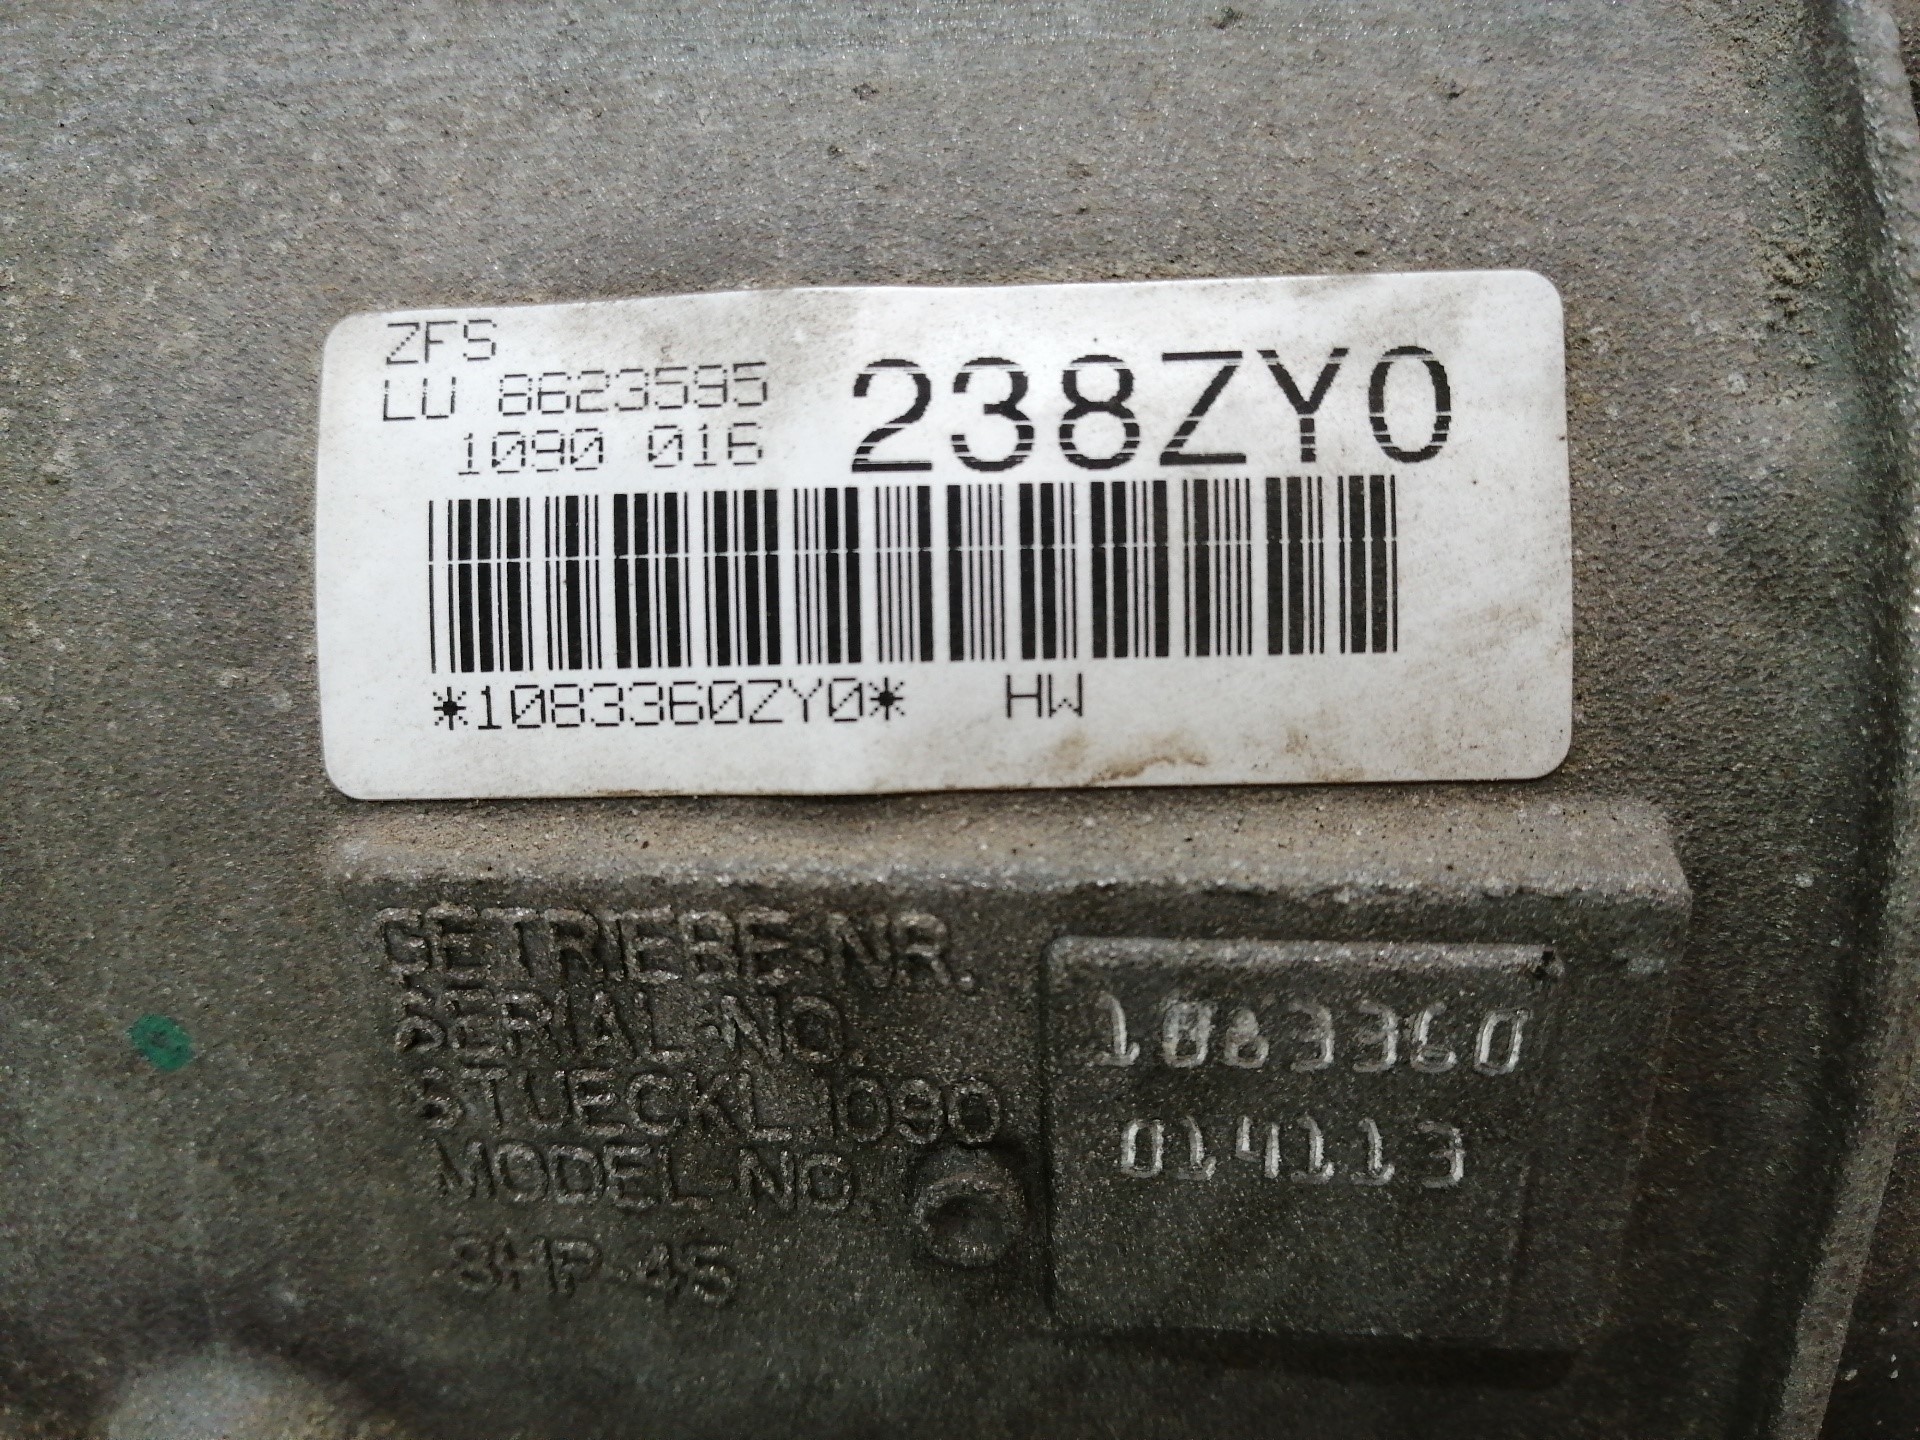 ZFS
LU 8623595
1090 016
238ZY0
*1083360ZY0* HW
GETRIEBE-NR.
SERIAL-NO.
STUECKL.1090
MODEL-NO.
8HP-45
1083360
014113